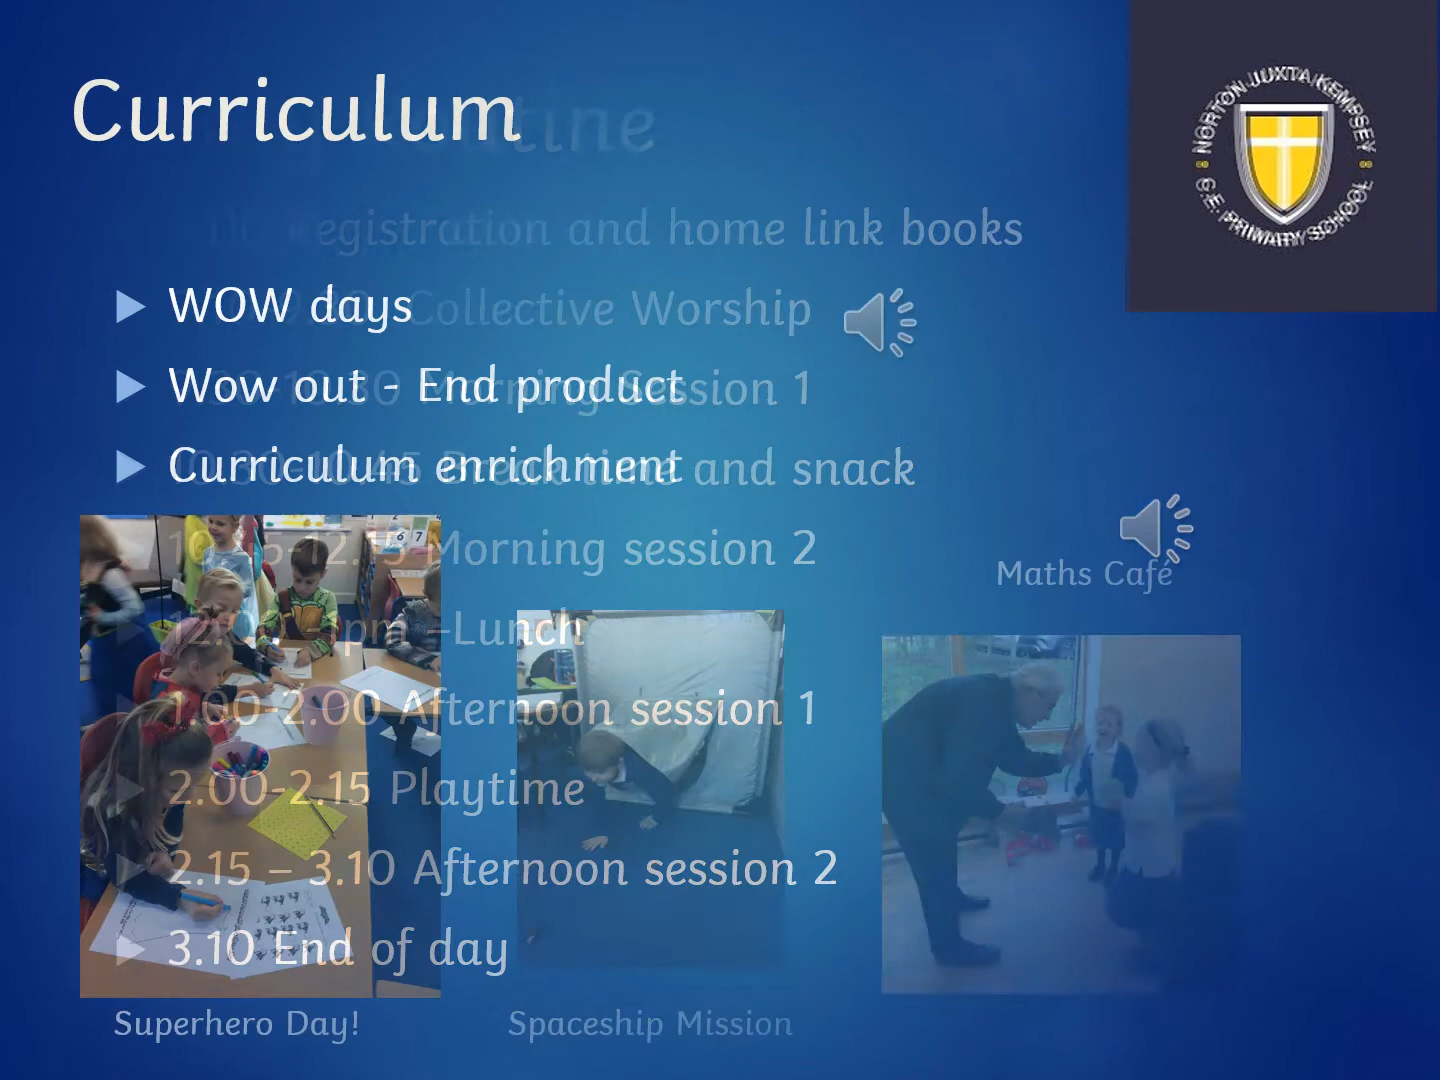 Curriculum
tine
Registration and home link books
WOW days
Collective Worship
Wow out - End product
Morning Session 1
Curriculum enrichment
Break time and snack
Morning session 2
Maths Café
Lunch
1.00-2.00 Afternoon session 1
2.00-2.15 Playtime
2.15 – 3.10 Afternoon session 2
3.10 End of day
Superhero Day!
Spaceship Mission
NORTON JUXTA KEMPSEY
C.E. PRIMARY SCHOOL